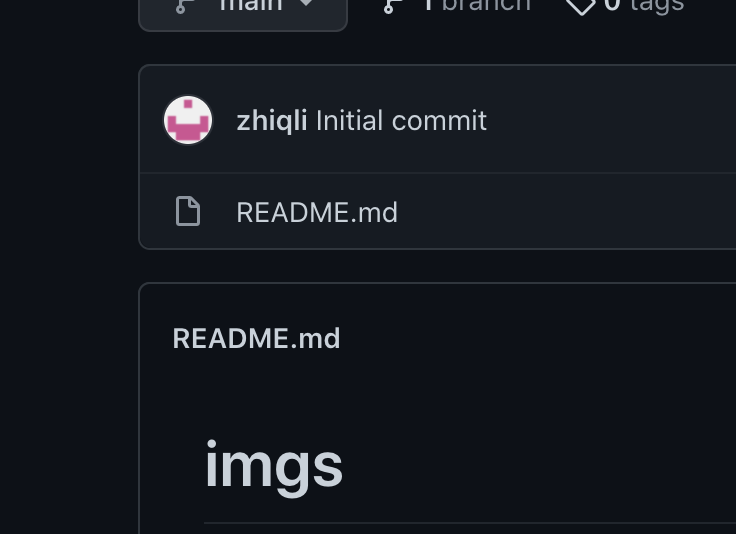 main 1 branch 0 tags
zhiqli Initial commit
README.md
README.md
imgs